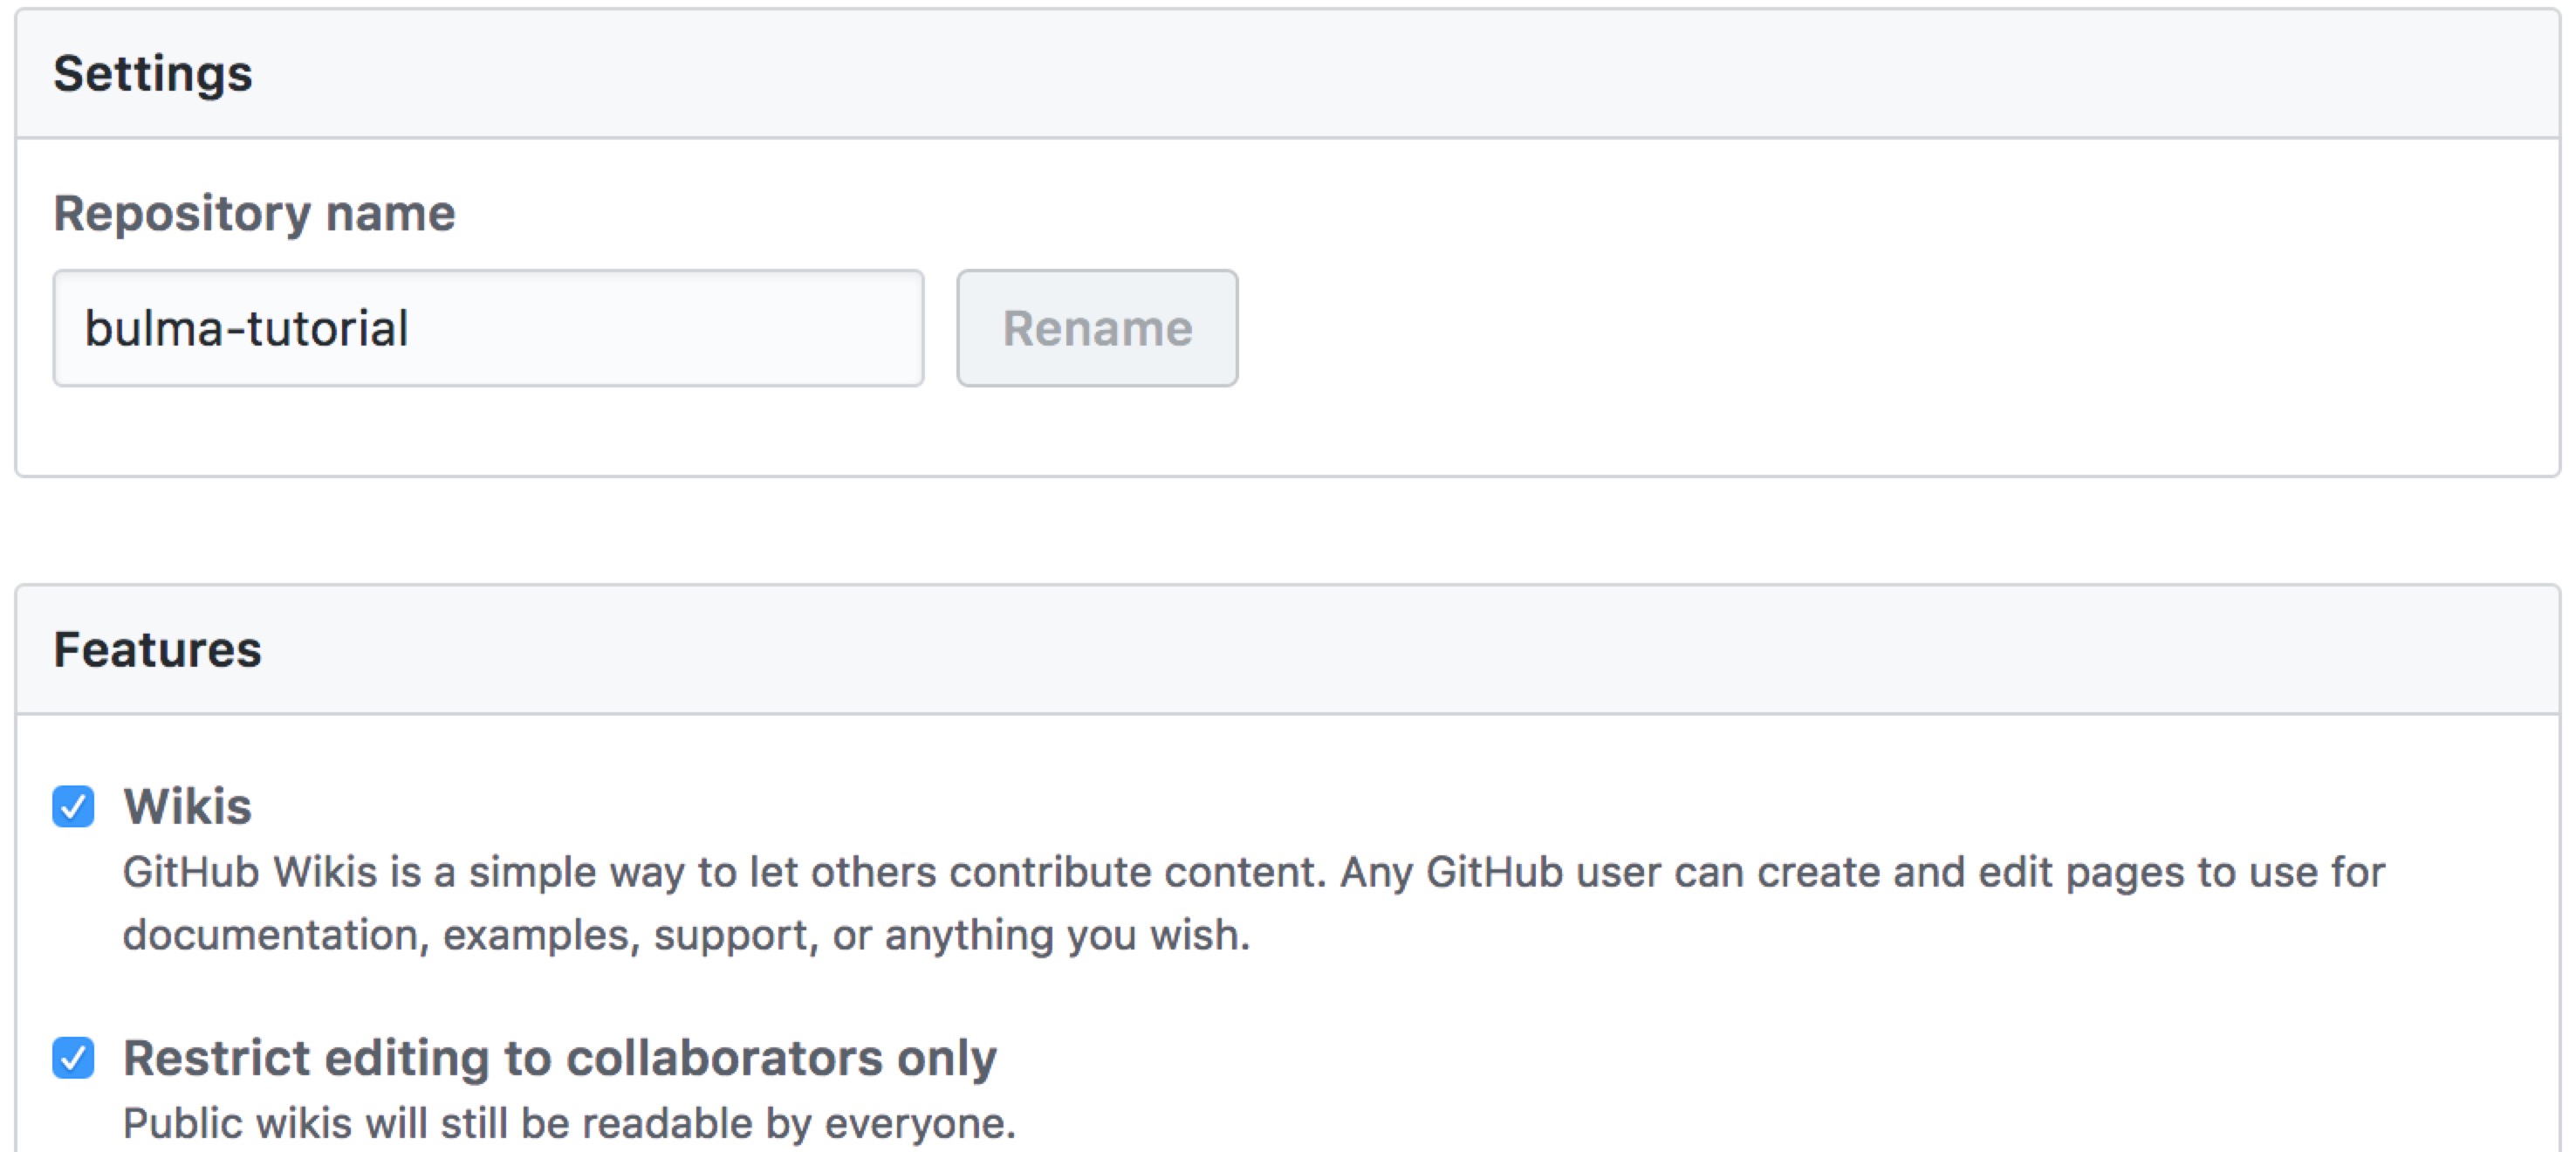 Settings
Repository name
bulma-tutorial
Rename
Features
Wikis
GitHub Wikis is a simple way to let others contribute content. Any GitHub user can create and edit pages to use for
documentation, examples, support, or anything you wish.
Restrict editing to collaborators only
Public wikis will still be readable by everyone.